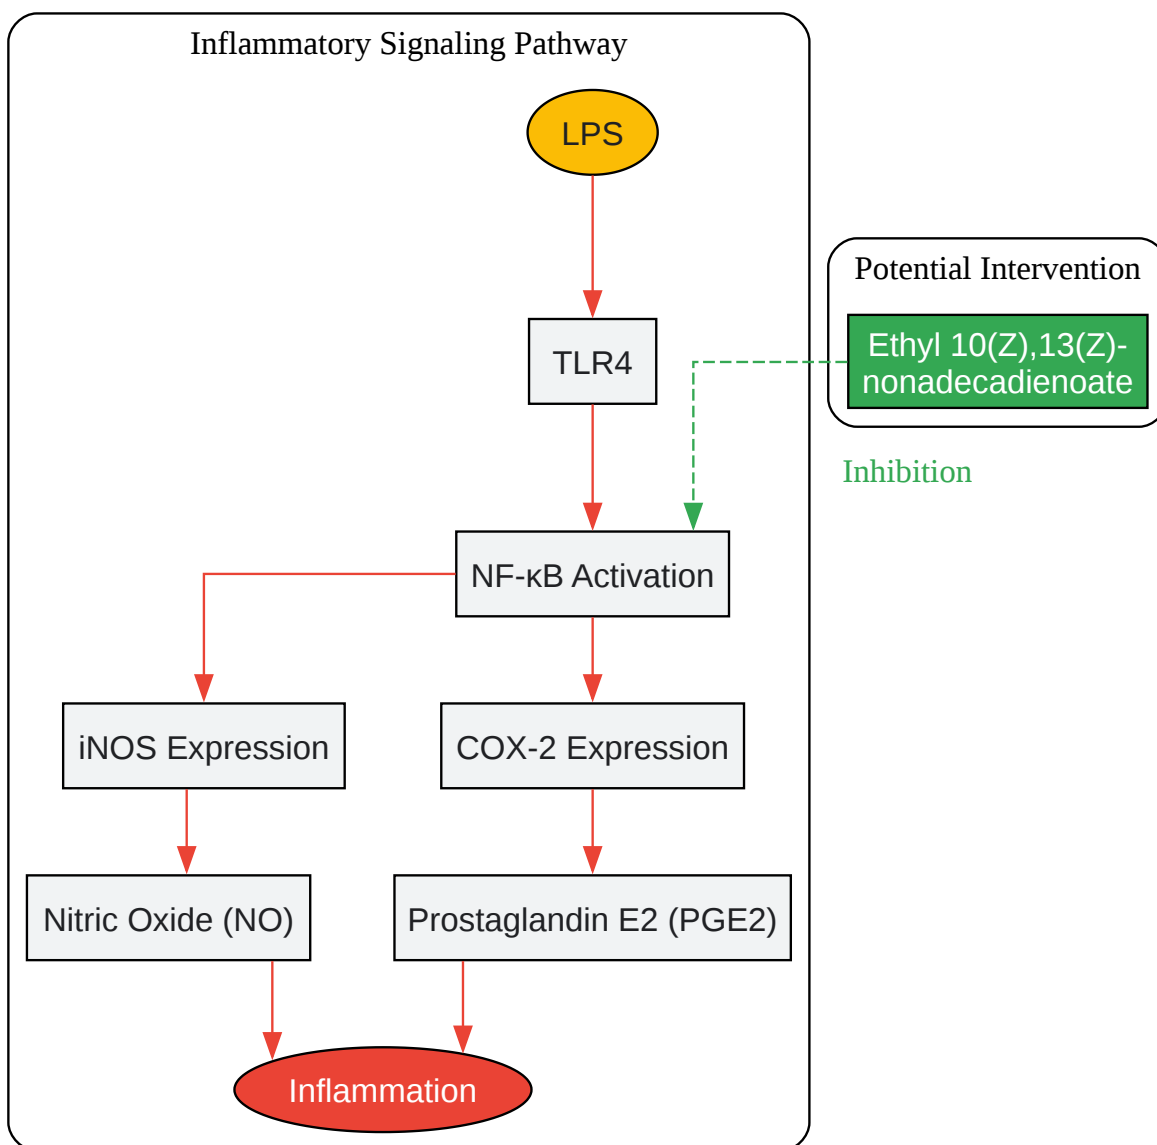 Inflammatory Signaling Pathway
LPS
Potential Intervention
Ethyl 10(Z),13(Z)-
nonadecadienoate
TLR4
Inhibition
NF-κB Activation
iNOS Expression
COX-2 Expression
Nitric Oxide (NO)
Prostaglandin E2 (PGE2)
Inflammation